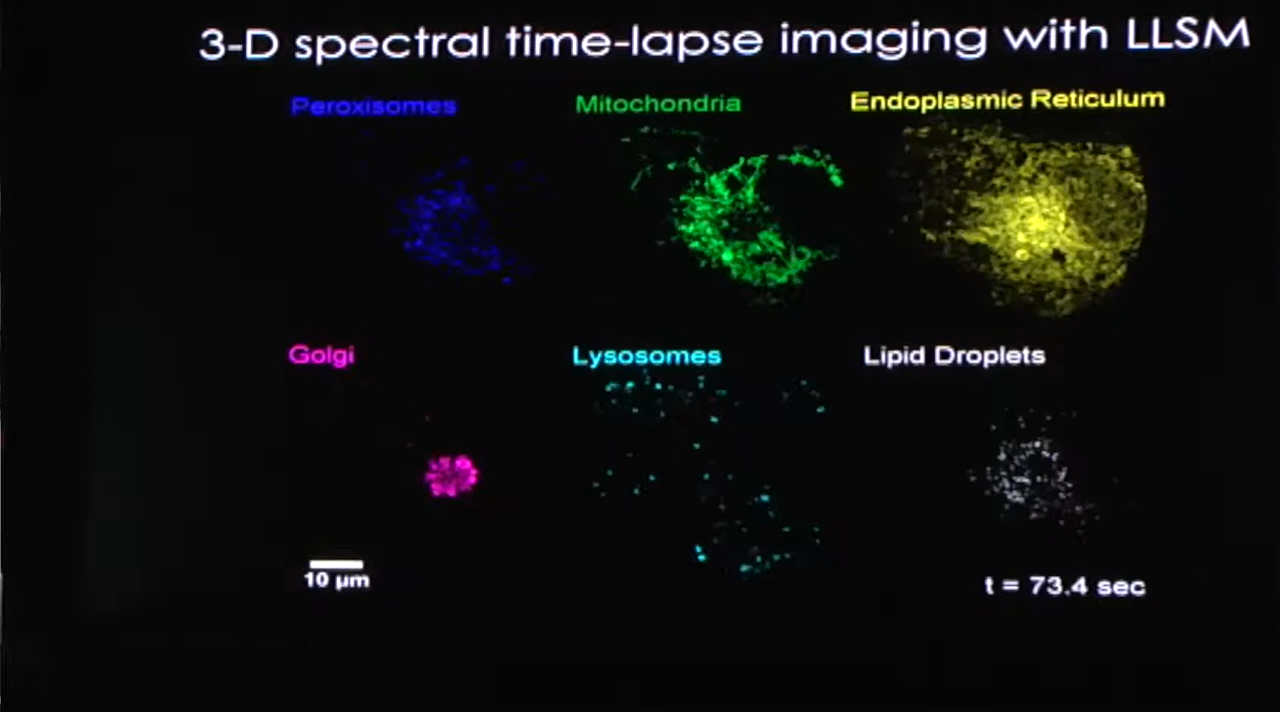 3-D spectral time-lapse imaging with LLSM
Peroxisomes
Mitochondria
Endoplasmic Reticulum
Golgi
Lysosomes
Lipid Droplets
10 µm
t = 73.4 sec